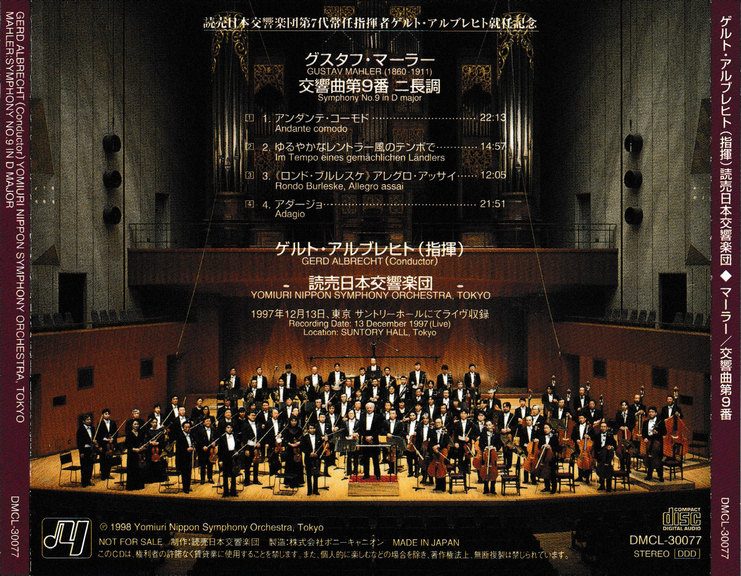 読売日本交響楽団第7代常任指揮者ゲルト・アルブレヒト就任記念
グスタフ・マーラー
GUSTAV MAHLER (1860-1911)
交響曲第9番 ニ長調
Symphony No.9 in D major
1 1. アンダンテ・コーモド 22:13
Andante comodo
2 2. ゆるやかなレントラー風のテンポで 14:57
Im Tempo eines gemächlichen Ländlers
3 3.《ロンド・ブルレスケ》アレグロ・アッサイ 12:05
Rondo Burleske, Allegro assai
4 4. アダージョ 21:51
Adagio
ゲルト・アルブレヒト(指揮)
GERD ALBRECHT (Conductor)
読売日本交響楽団
YOMIURI NIPPON SYMPHONY ORCHESTRA, TOKYO
1997年12月13日、東京 サントリーホールにてライヴ収録
Recording Date: 13 December 1997 (Live)
Location: SUNTORY HALL, Tokyo
℗ 1998 Yomiuri Nippon Symphony Orchestra, Tokyo
NOT FOR SALE 制作:読売日本交響楽団 製造:株式会社ポニーキャニオン MADE IN JAPAN
このCDは、権利者の許諾なく賃貸業に使用することを禁じます。また、個人的に楽しむなどの場合を除き、著作権法上、無断複製は禁じられています。
COMPACT
disc
DIGITAL AUDIO
DMCL-30077
STEREO DDD
GERD ALBRECHT (Conductor) YOMIURI NIPPON SYMPHONY ORCHESTRA, TOKYO
MAHLER:SYMPHONY NO.9 IN D MAJOR
DMCL-30077
ゲルト・アルブレヒト(指揮)読売日本交響楽団◆マーラー/交響曲第9番
DMCL-30077